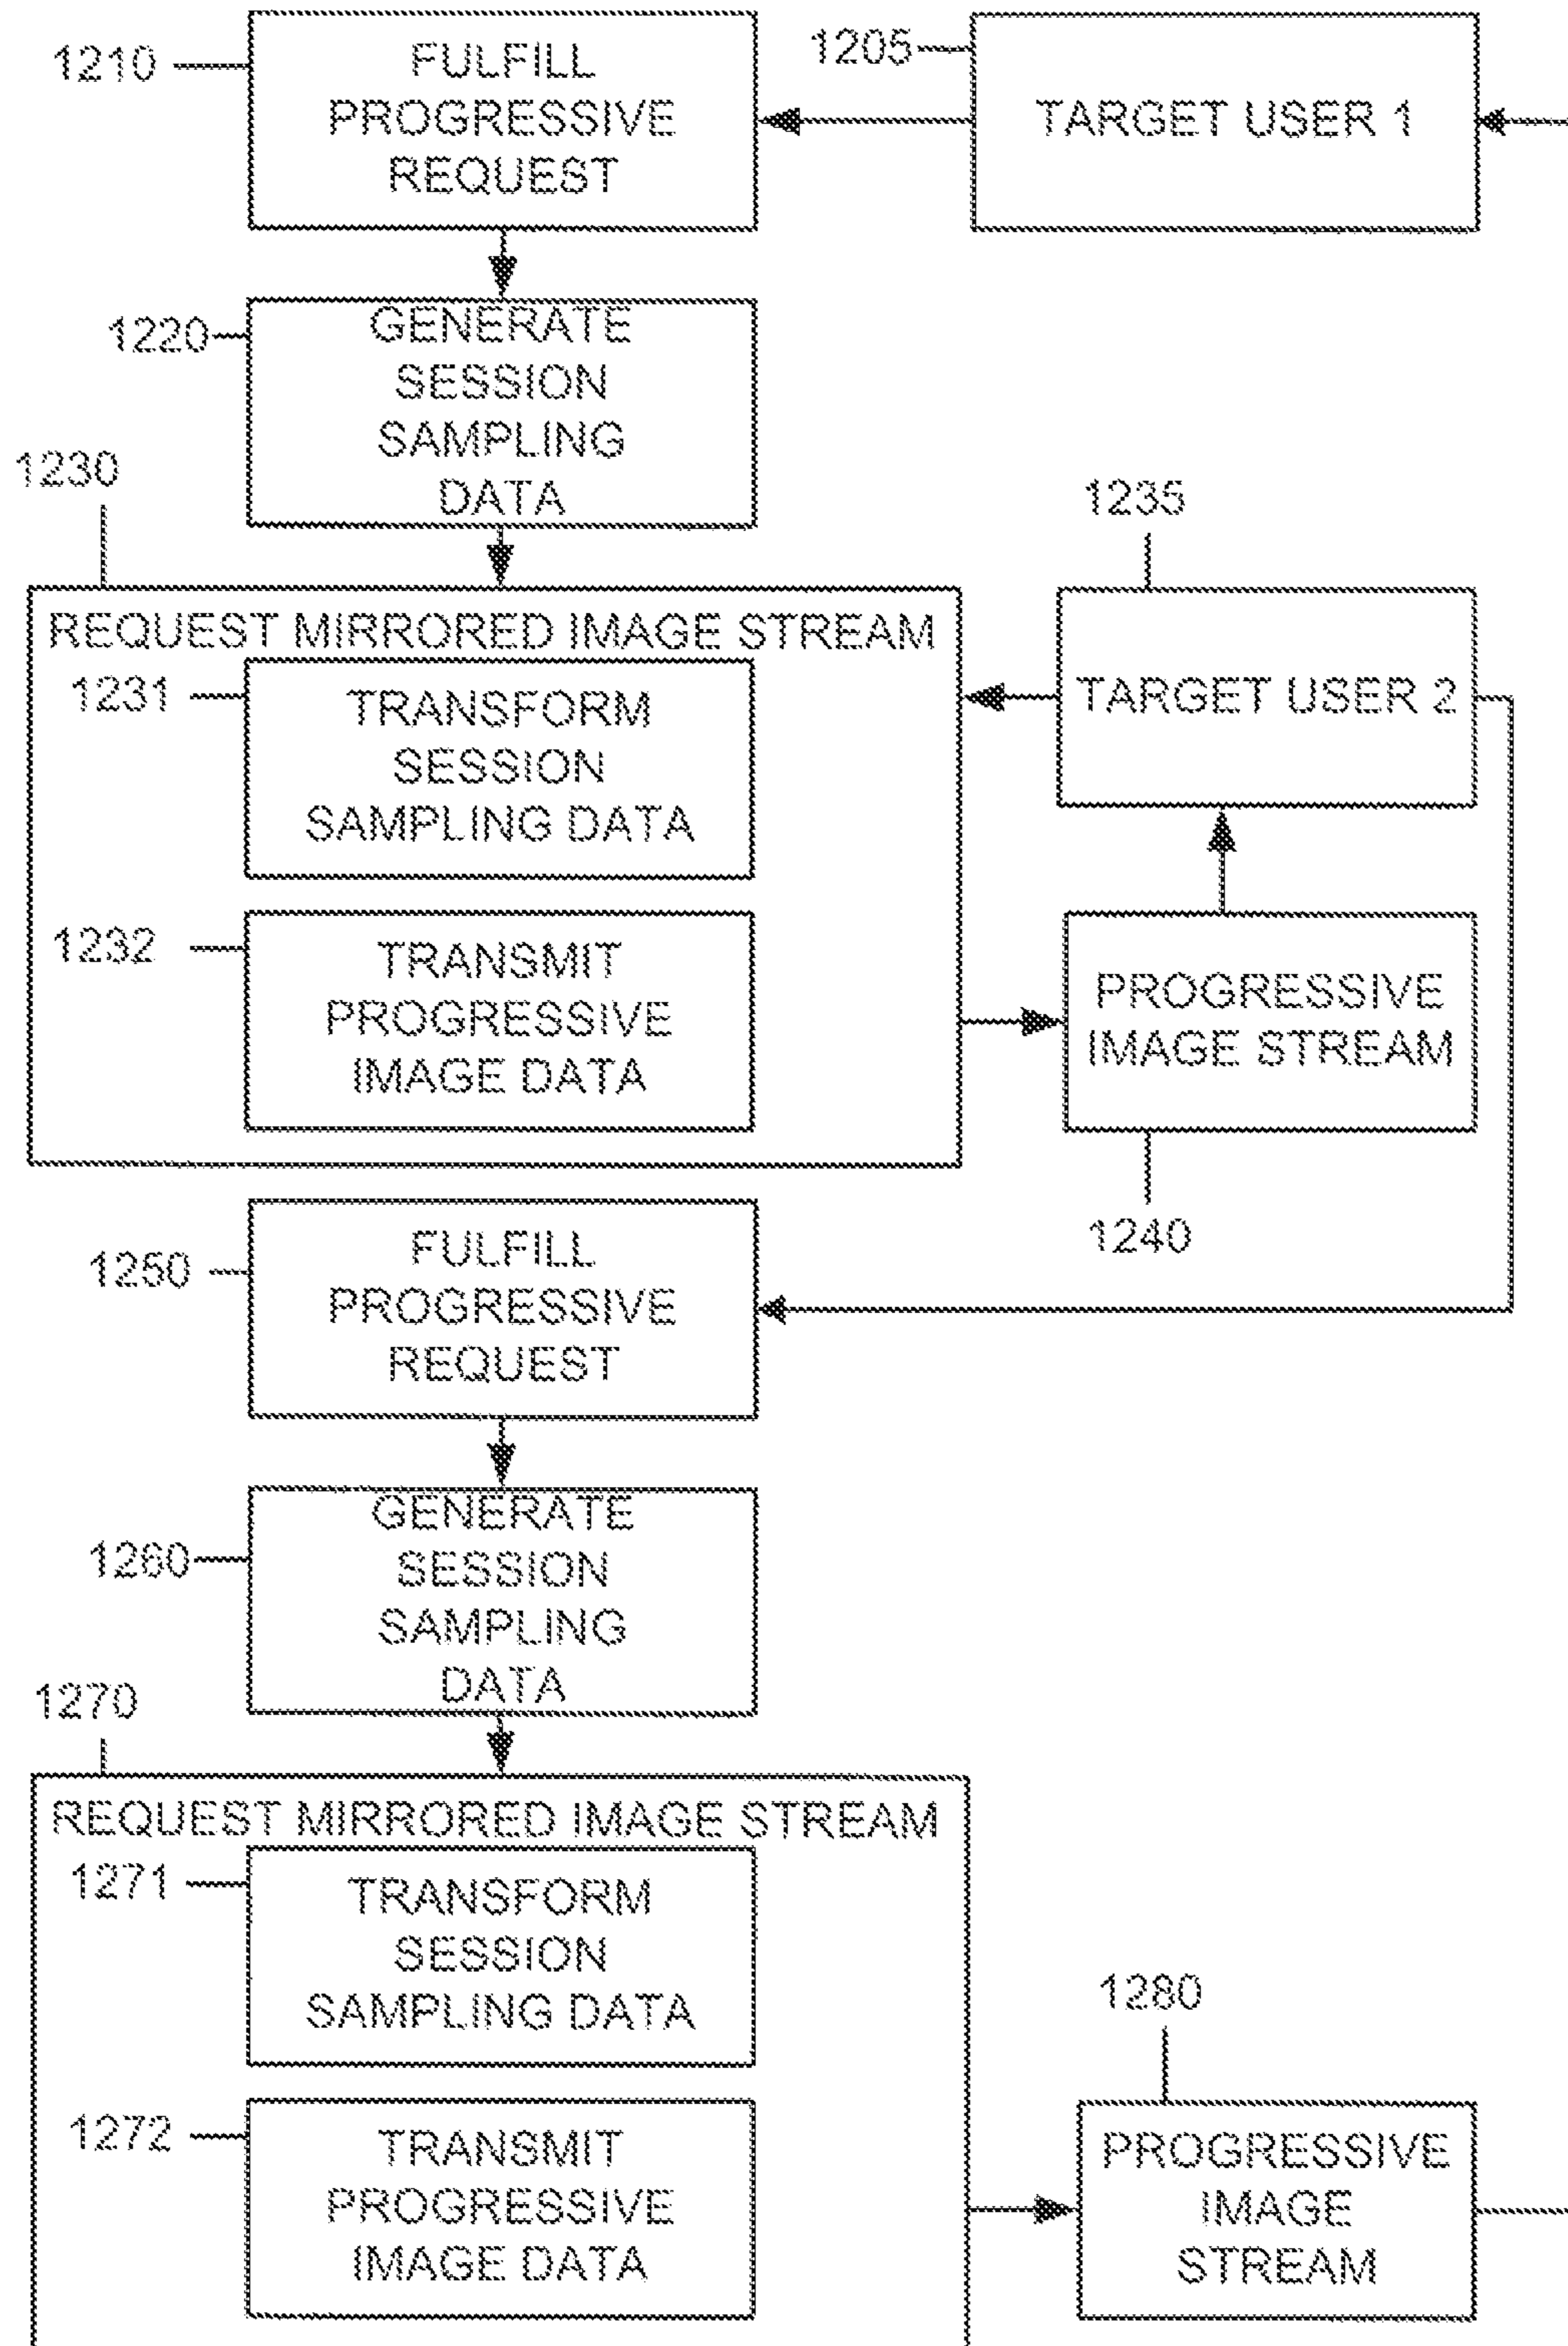 1210
FULFILL
PROGRESSIVE
REQUEST
1205
TARGET USER 1
1220
GENERATE
SESSION
SAMPLING
DATA
1230
REQUEST MIRRORED IMAGE STREAM
1231
TRANSFORM
SESSION
SAMPLING DATA
1235
TARGET USER 2
1232
TRANSMIT
PROGRESSIVE
IMAGE DATA
PROGRESSIVE
IMAGE STREAM
1240
1250
FULFILL
PROGRESSIVE
REQUEST
1260
GENERATE
SESSION
SAMPLING
DATA
1270
REQUEST MIRRORED IMAGE STREAM
1271
TRANSFORM
SESSION
SAMPLING DATA
1272
TRANSMIT
PROGRESSIVE
IMAGE DATA
1280
PROGRESSIVE
IMAGE
STREAM